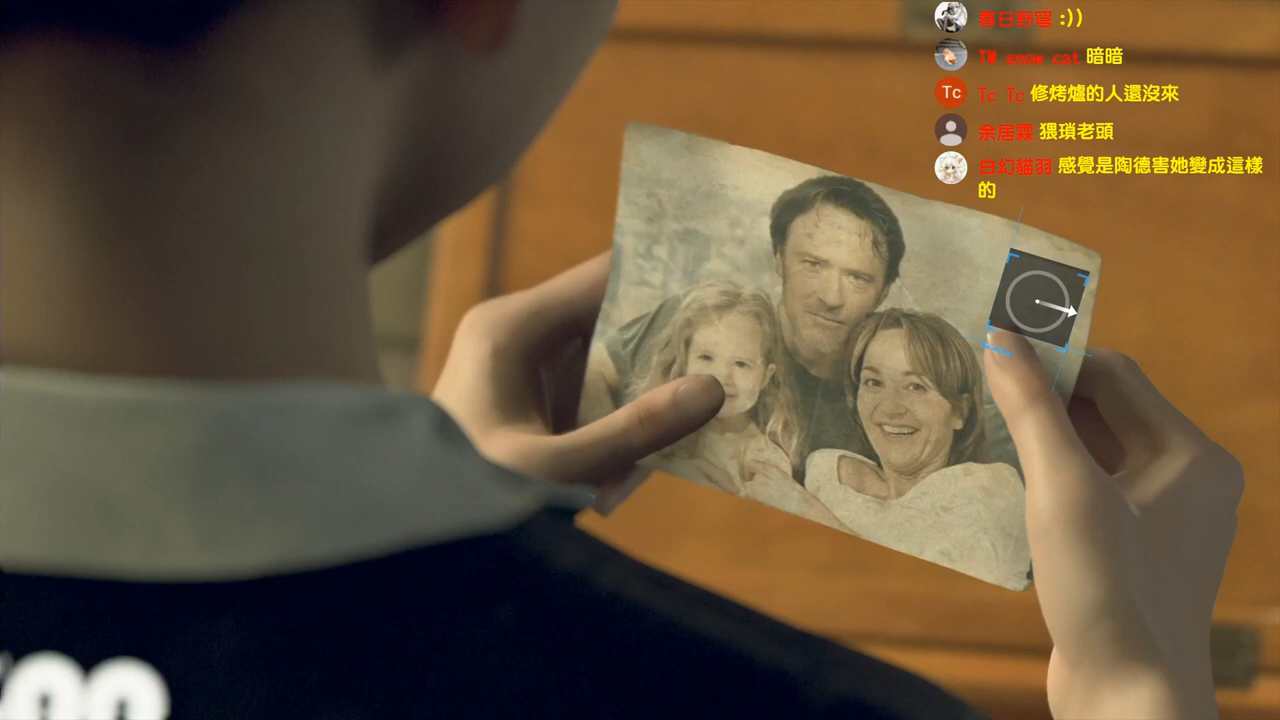 春日野穹 :))
TW snow cat 暗暗
Tc Tc Tc 修烤爐的人還沒來
余居霖 猥瑣老頭
白幻貓羽 感覺是陶德害她變成這樣
的